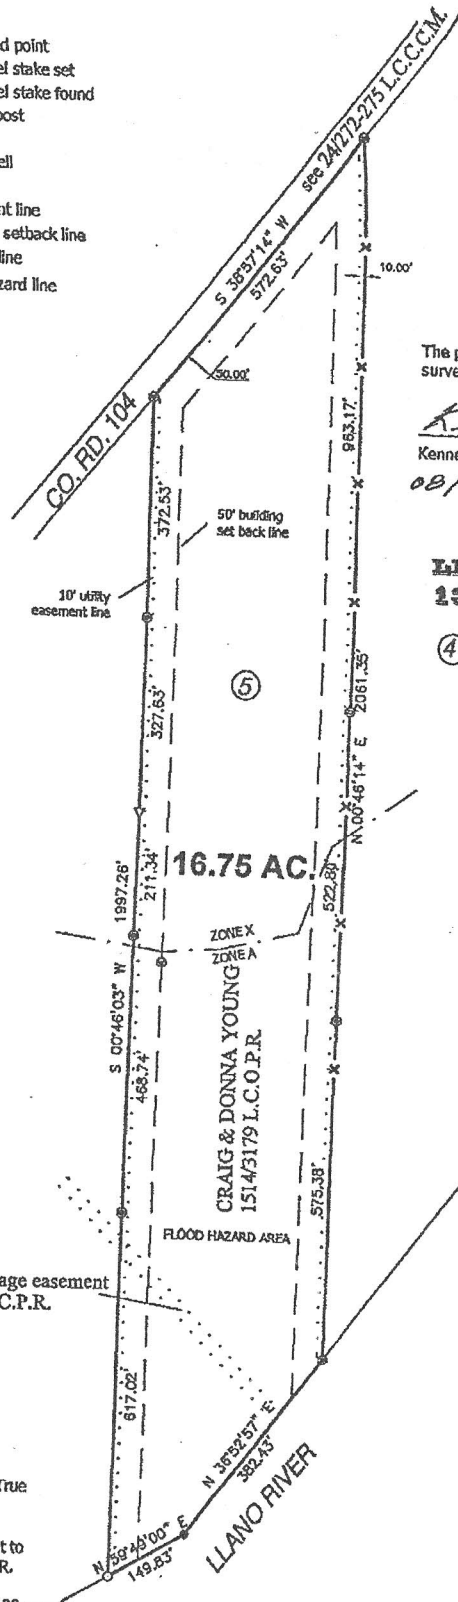 d point
el stake set
el stake found
post
ell
nt line
setback line
line
zard line
see 24/272-275 L.C.C.C.M.
S 38°57'14" W
572.63'
10.00'
50.00'
CO. RD. 104
963.17'
The p
surve
Kenne
08/
372.53'
50' building
set back line
10' utility
easement line
5
4
327.63'
2061.35'
N 00°46'14" E
16.75 AC.
1997.26'
211.34'
522.80'
ZONE X
ZONE A
S 00°46'03" W
468.74'
CRAIG & DONNA YOUNG
1514/3179 L.C.O.P.R.
575.38'
FLOOD HAZARD AREA
age easement
C.P.R.
617.02'
N 36°52'57" E
382.43'
LLANO RIVER
True
N 59°49'00" E
149.83'
t to
R.